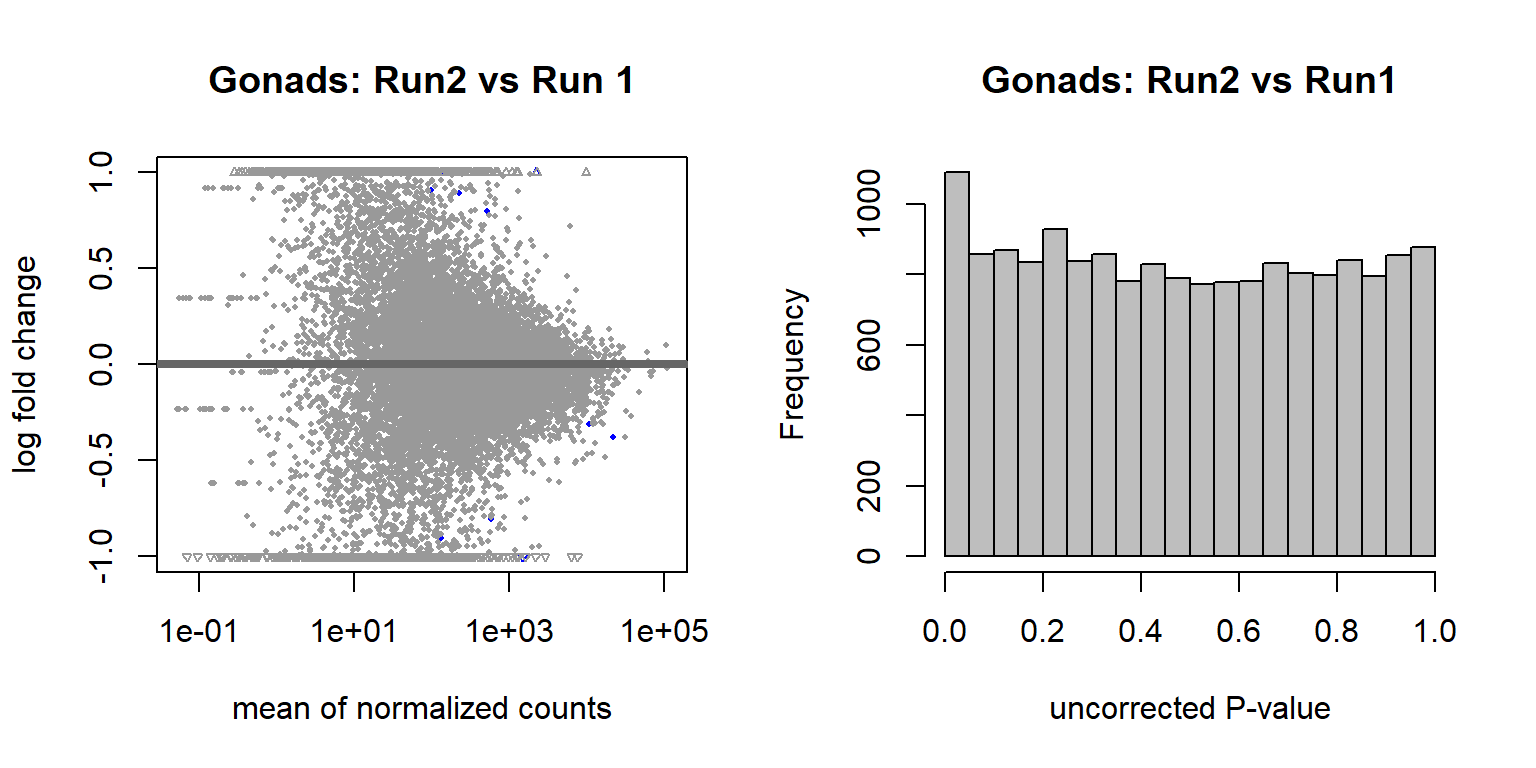 Gonads: Run2 vs Run 1
log fold change
1.0
0.5
0.0
-0.5
-1.0
1e-01 1e+01 1e+03 1e+05
mean of normalized counts
Gonads: Run2 vs Run1
Frequency
1000
600
200
0
0.0 0.2 0.4 0.6 0.8 1.0
uncorrected P-value